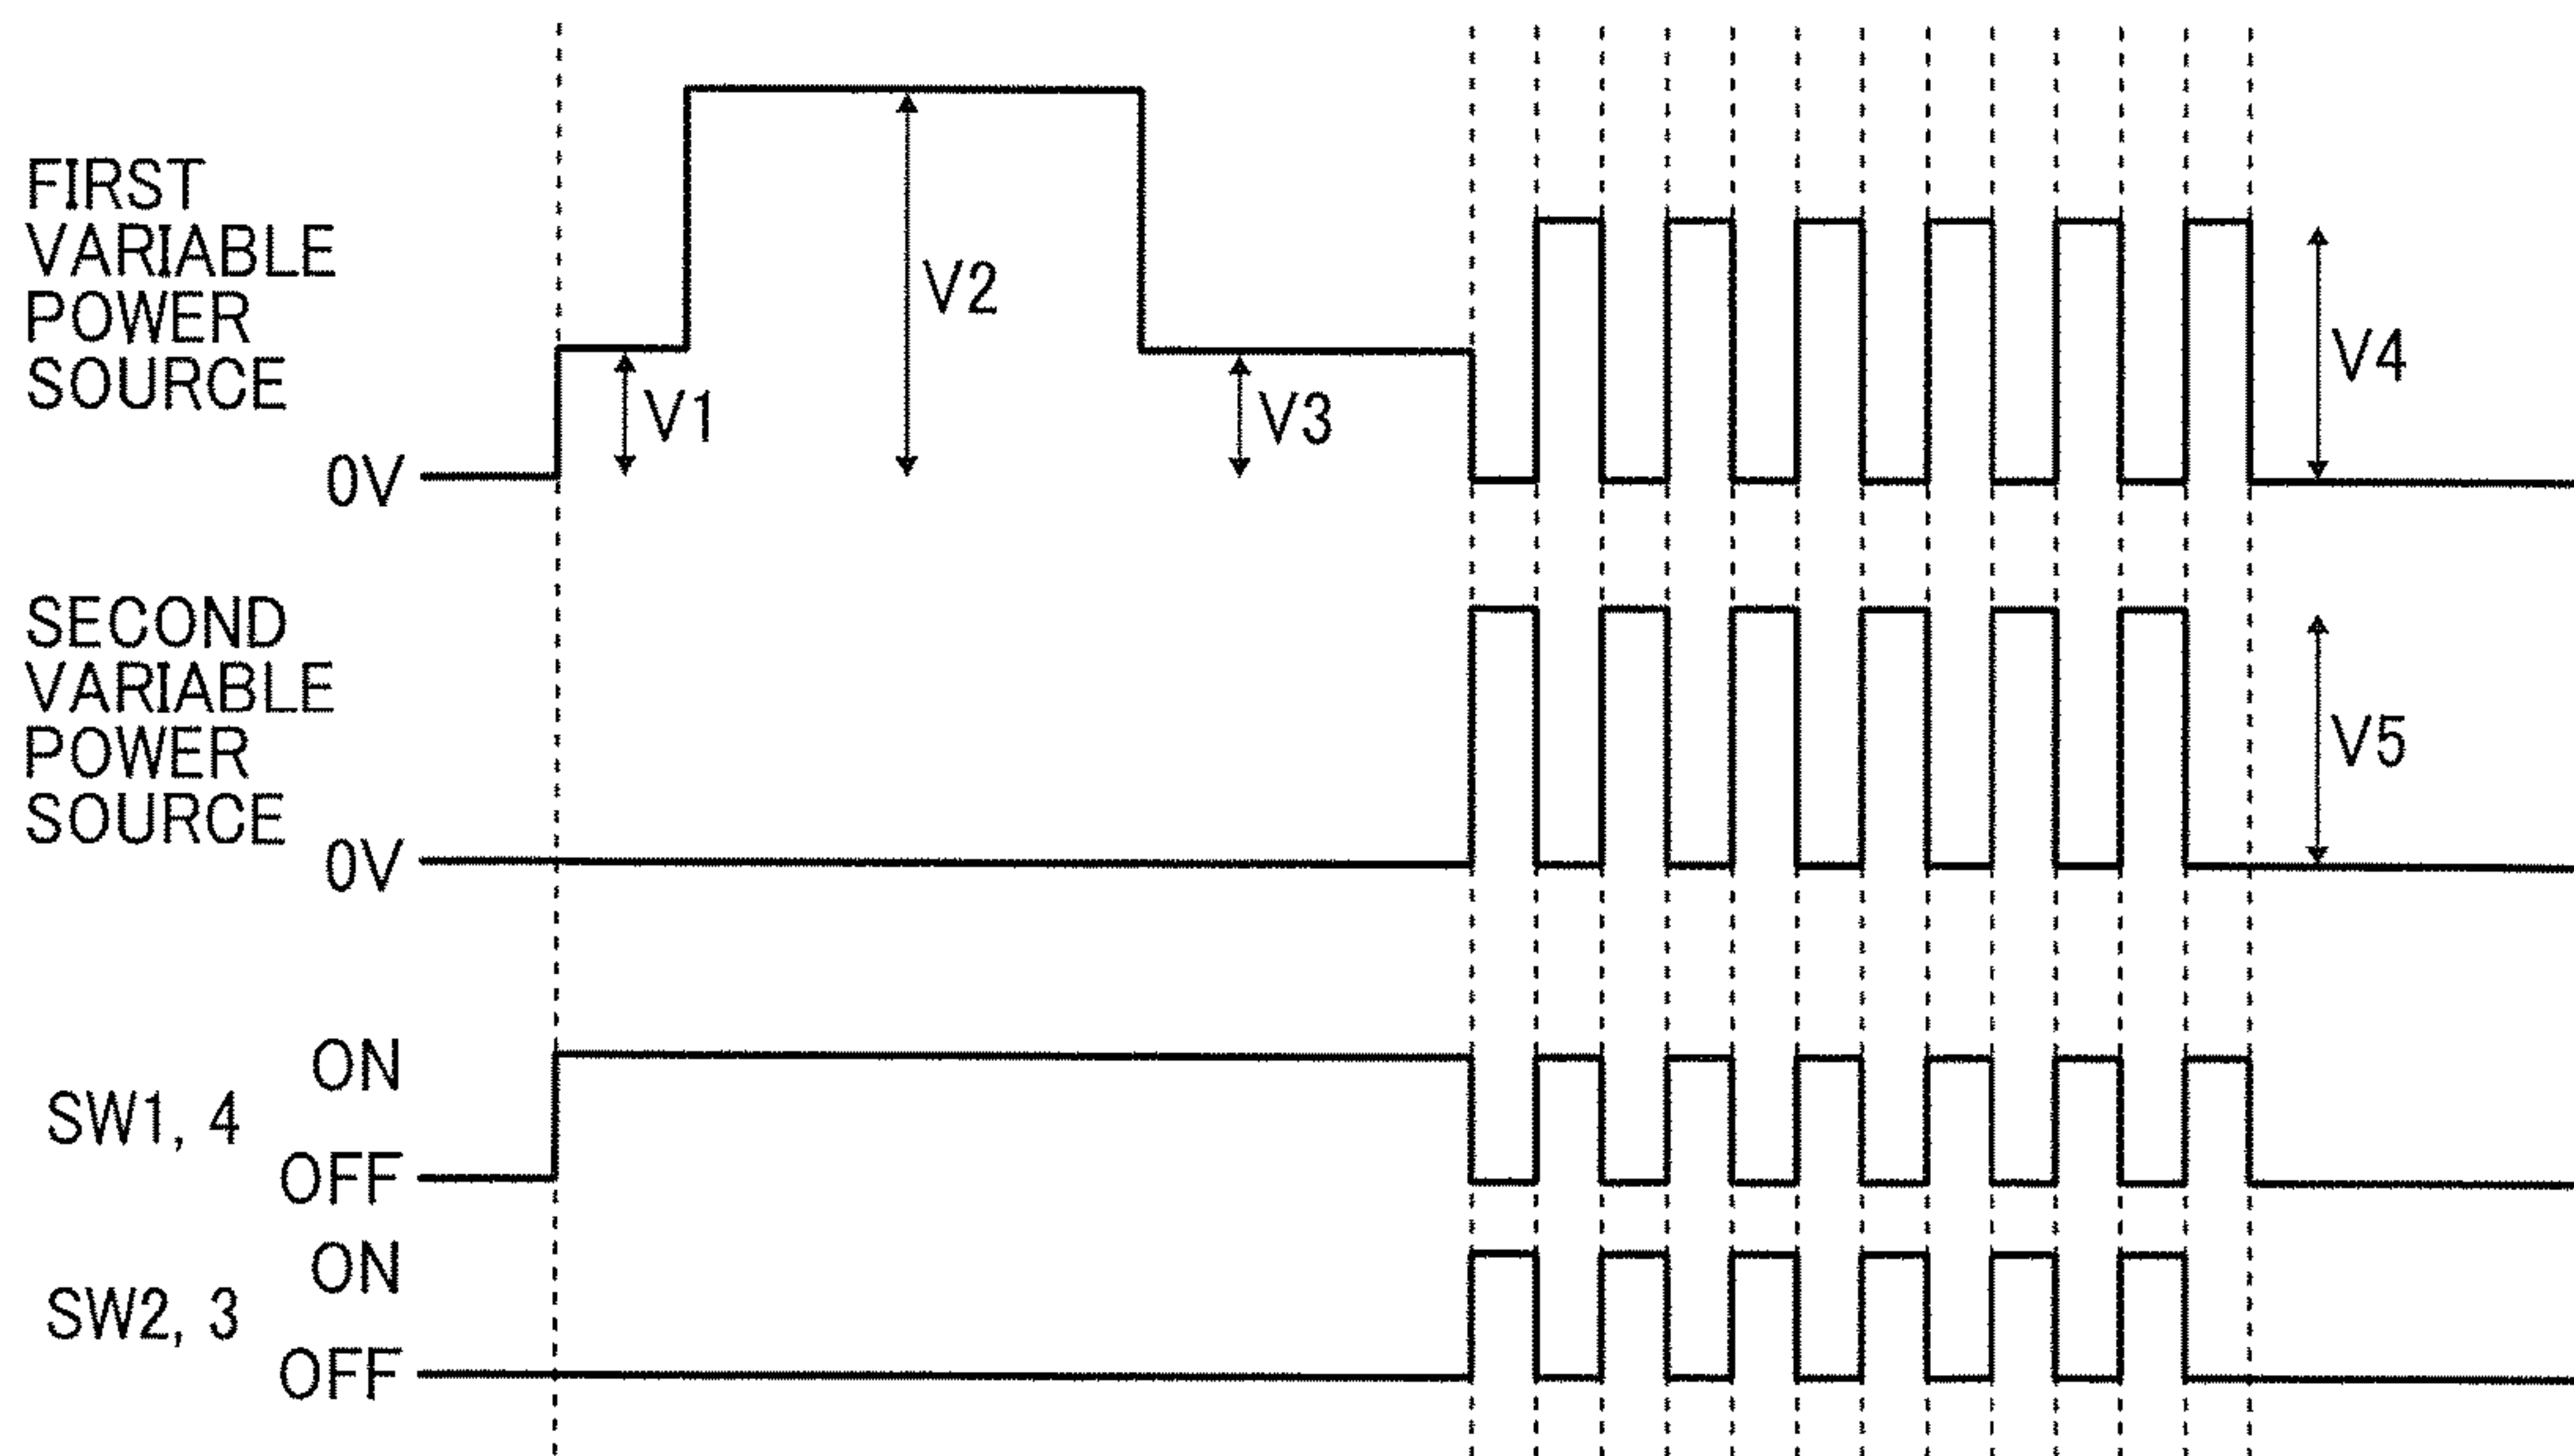 FIRST
VARIABLE
POWER
SOURCE
0V
V1
V2
V3
V4
SECOND
VARIABLE
POWER
SOURCE
0V
V5
SW1, 4
ON
OFF
SW2, 3
ON
OFF